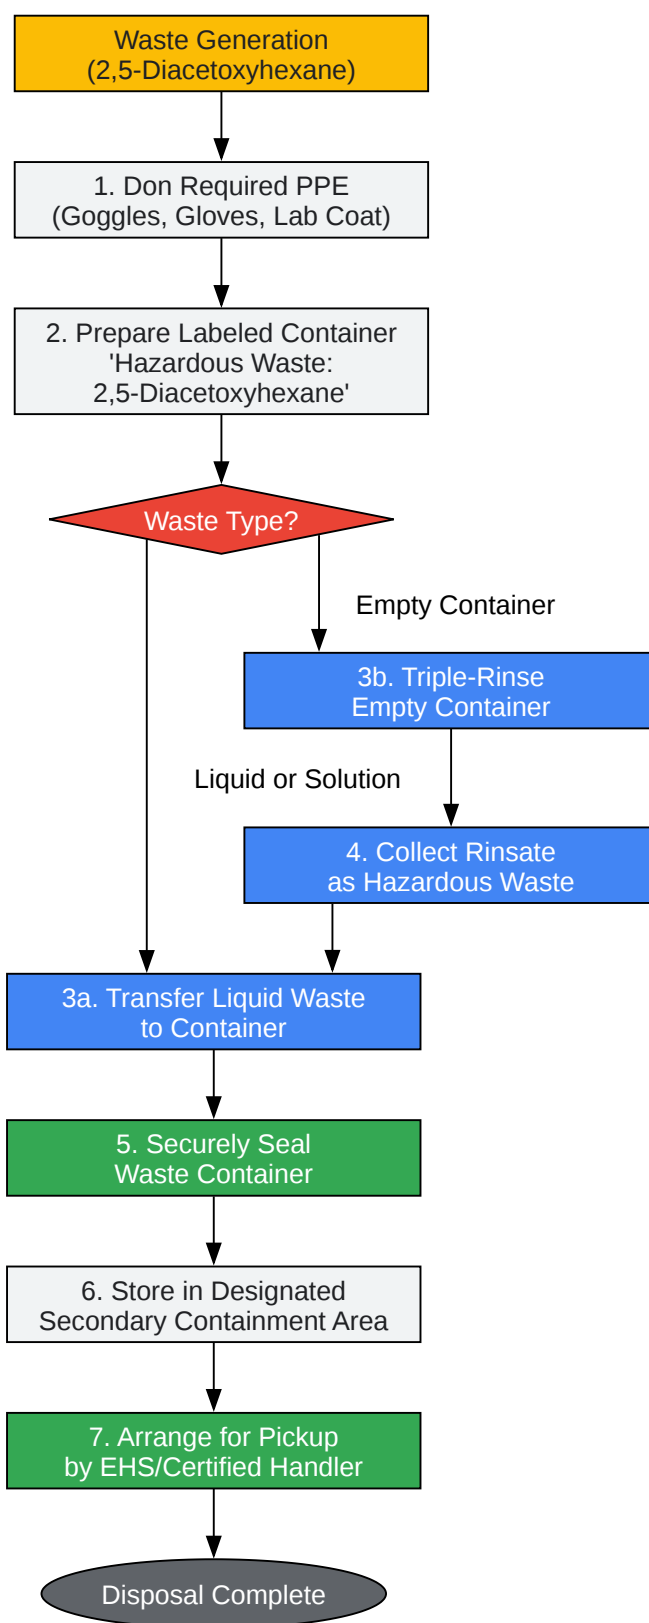 Waste Generation
(2,5-Diacetoxyhexane)
1. Don Required PPE
(Goggles, Gloves, Lab Coat)
2. Prepare Labeled Container
'Hazardous Waste:
2,5-Diacetoxyhexane'
Waste Type?
Empty Container
3b. Triple-Rinse
Empty Container
Liquid or Solution
4. Collect Rinsate
as Hazardous Waste
3a. Transfer Liquid Waste
to Container
5. Securely Seal
Waste Container
6. Store in Designated
Secondary Containment Area
7. Arrange for Pickup
by EHS/Certified Handler
Disposal Complete